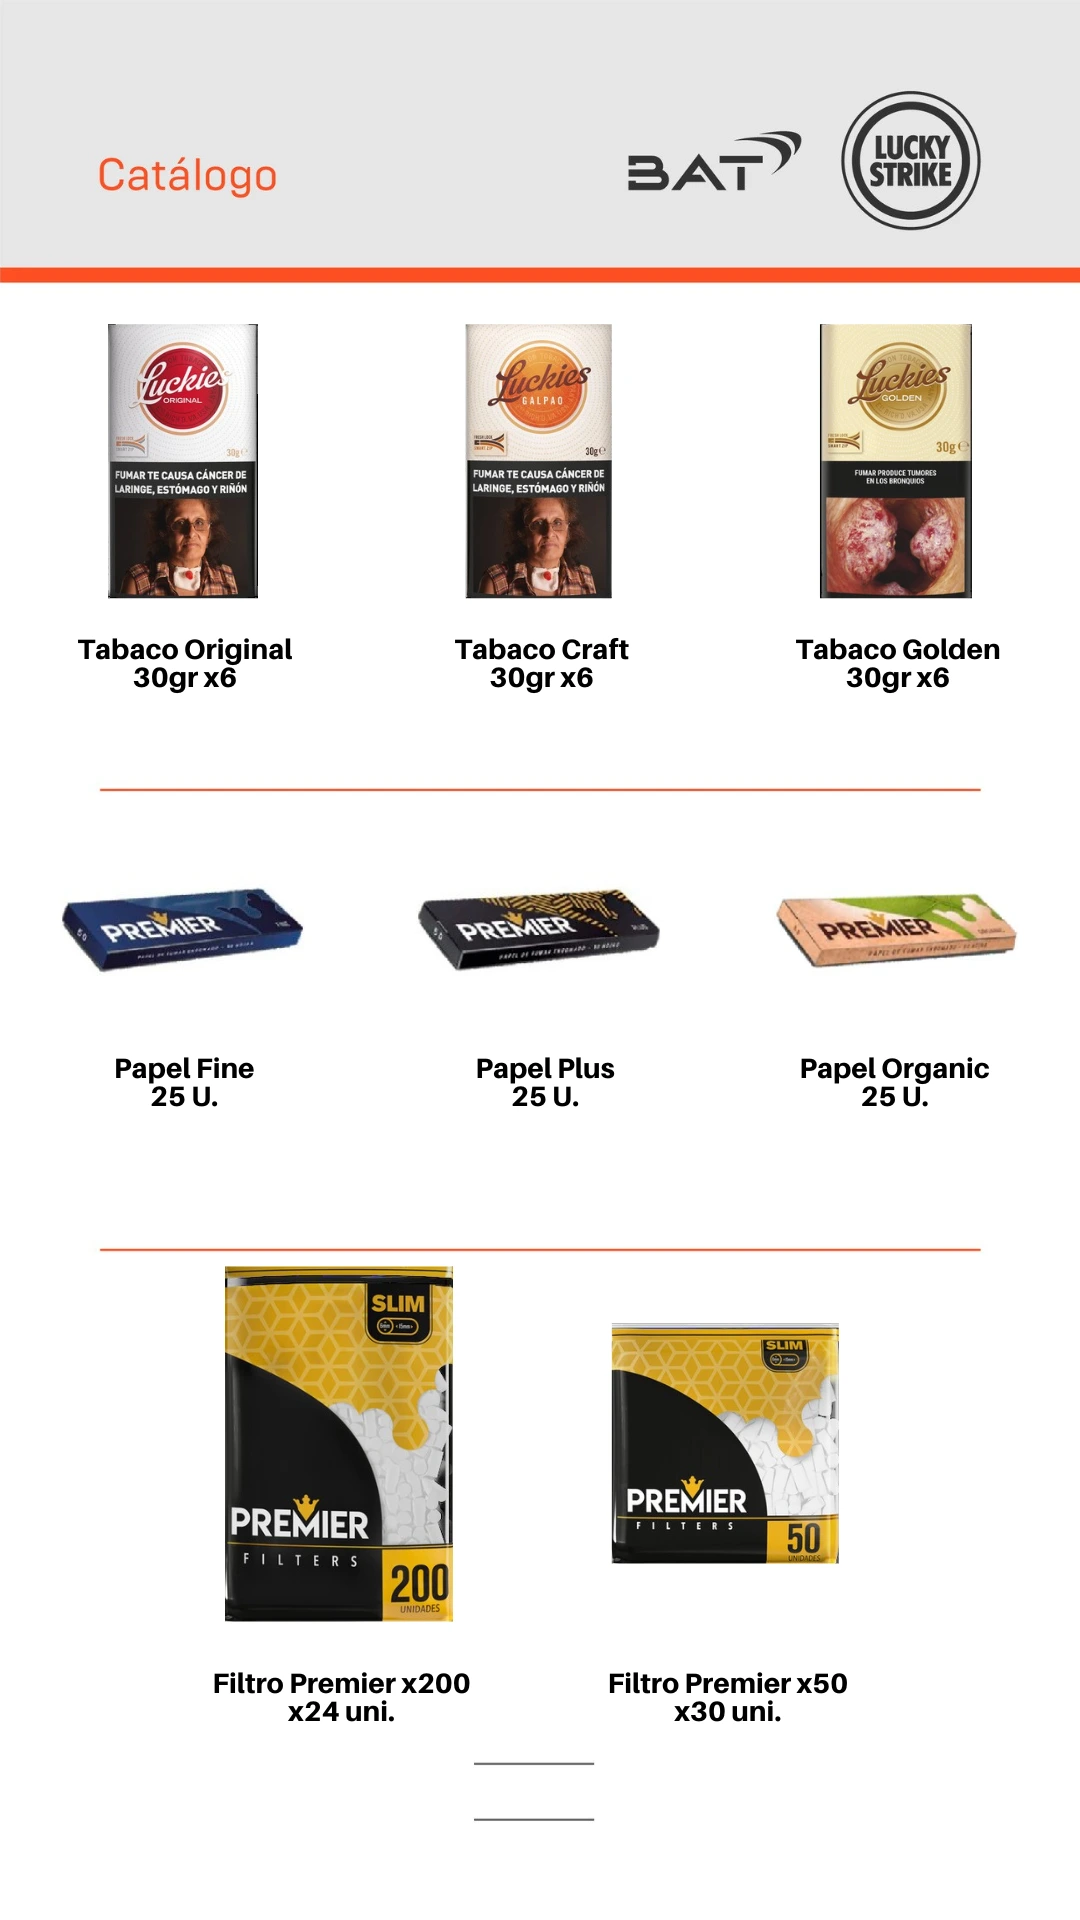 Catálogo
BAT
LUCKY
STRIKE
Luckies
ORIGINAL
30g
FUMAR TE CAUSA CÁNCER DE
LARINGE, ESTÓMAGO Y RIÑÓN
Luckies
GALPAO
30g
FUMAR TE CAUSA CÁNCER DE
LARINGE, ESTÓMAGO Y RIÑÓN
Luckies
GOLDEN
30g
FUMAR PRODUCE TUMORES
EN LOS BRONQUIOS
Tabaco Original
30gr x6
Tabaco Craft
30gr x6
Tabaco Golden
30gr x6
PREMIER
FINE
PREMIER
PLUS
PREMIER
ORGANIC
Papel Fine
25 U.
Papel Plus
25 U.
Papel Organic
25 U.
SLIM
PREMIER
FILTERS
200
UNIDADES
SLIM
PREMIER
FILTERS
50
UNIDADES
Filtro Premier x200
x24 uni.
Filtro Premier x50
x30 uni.